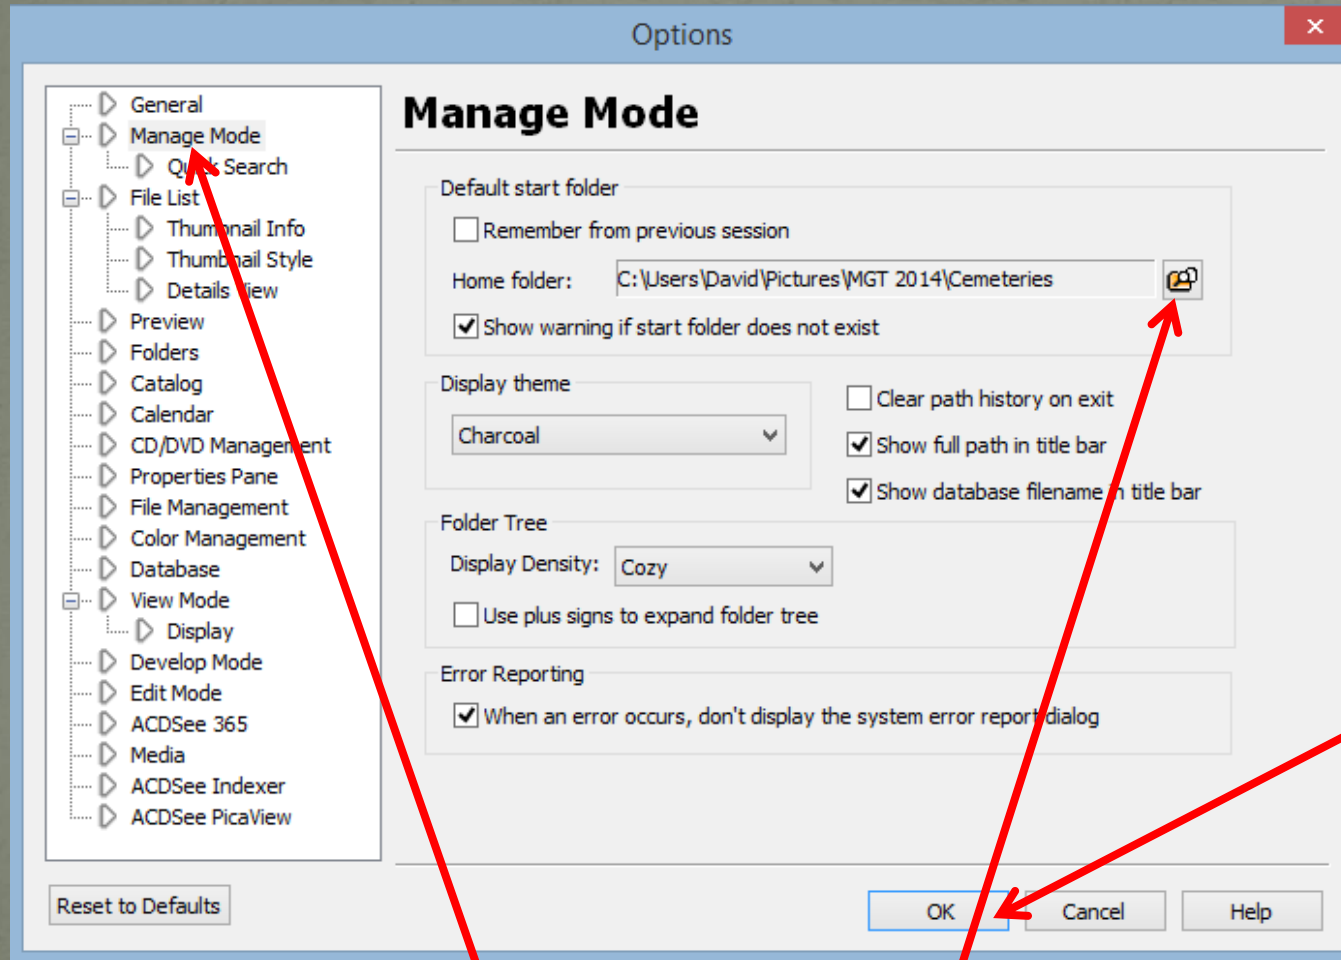 Options
General
Manage Mode
Quick Search
File List
Thumbnail Info
Thumbnail Style
Details View
Preview
Folders
Catalog
Calendar
CD/DVD Management
Properties Pane
File Management
Color Management
Database
View Mode
Display
Develop Mode
Edit Mode
ACDSee 365
Media
ACDSee Indexer
ACDSee PicaView
Reset to Defaults
Manage Mode
Default start folder
Remember from previous session
Home folder: C:\Users\David\Pictures\MGT 2014\Cemeteries
Show warning if start folder does not exist
Display theme
Charcoal
Clear path history on exit
Show full path in title bar
Show database filename in title bar
Folder Tree
Display Density: Cozy
Use plus signs to expand folder tree
Error Reporting
When an error occurs, don't display the system error report dialog
OK Cancel Help